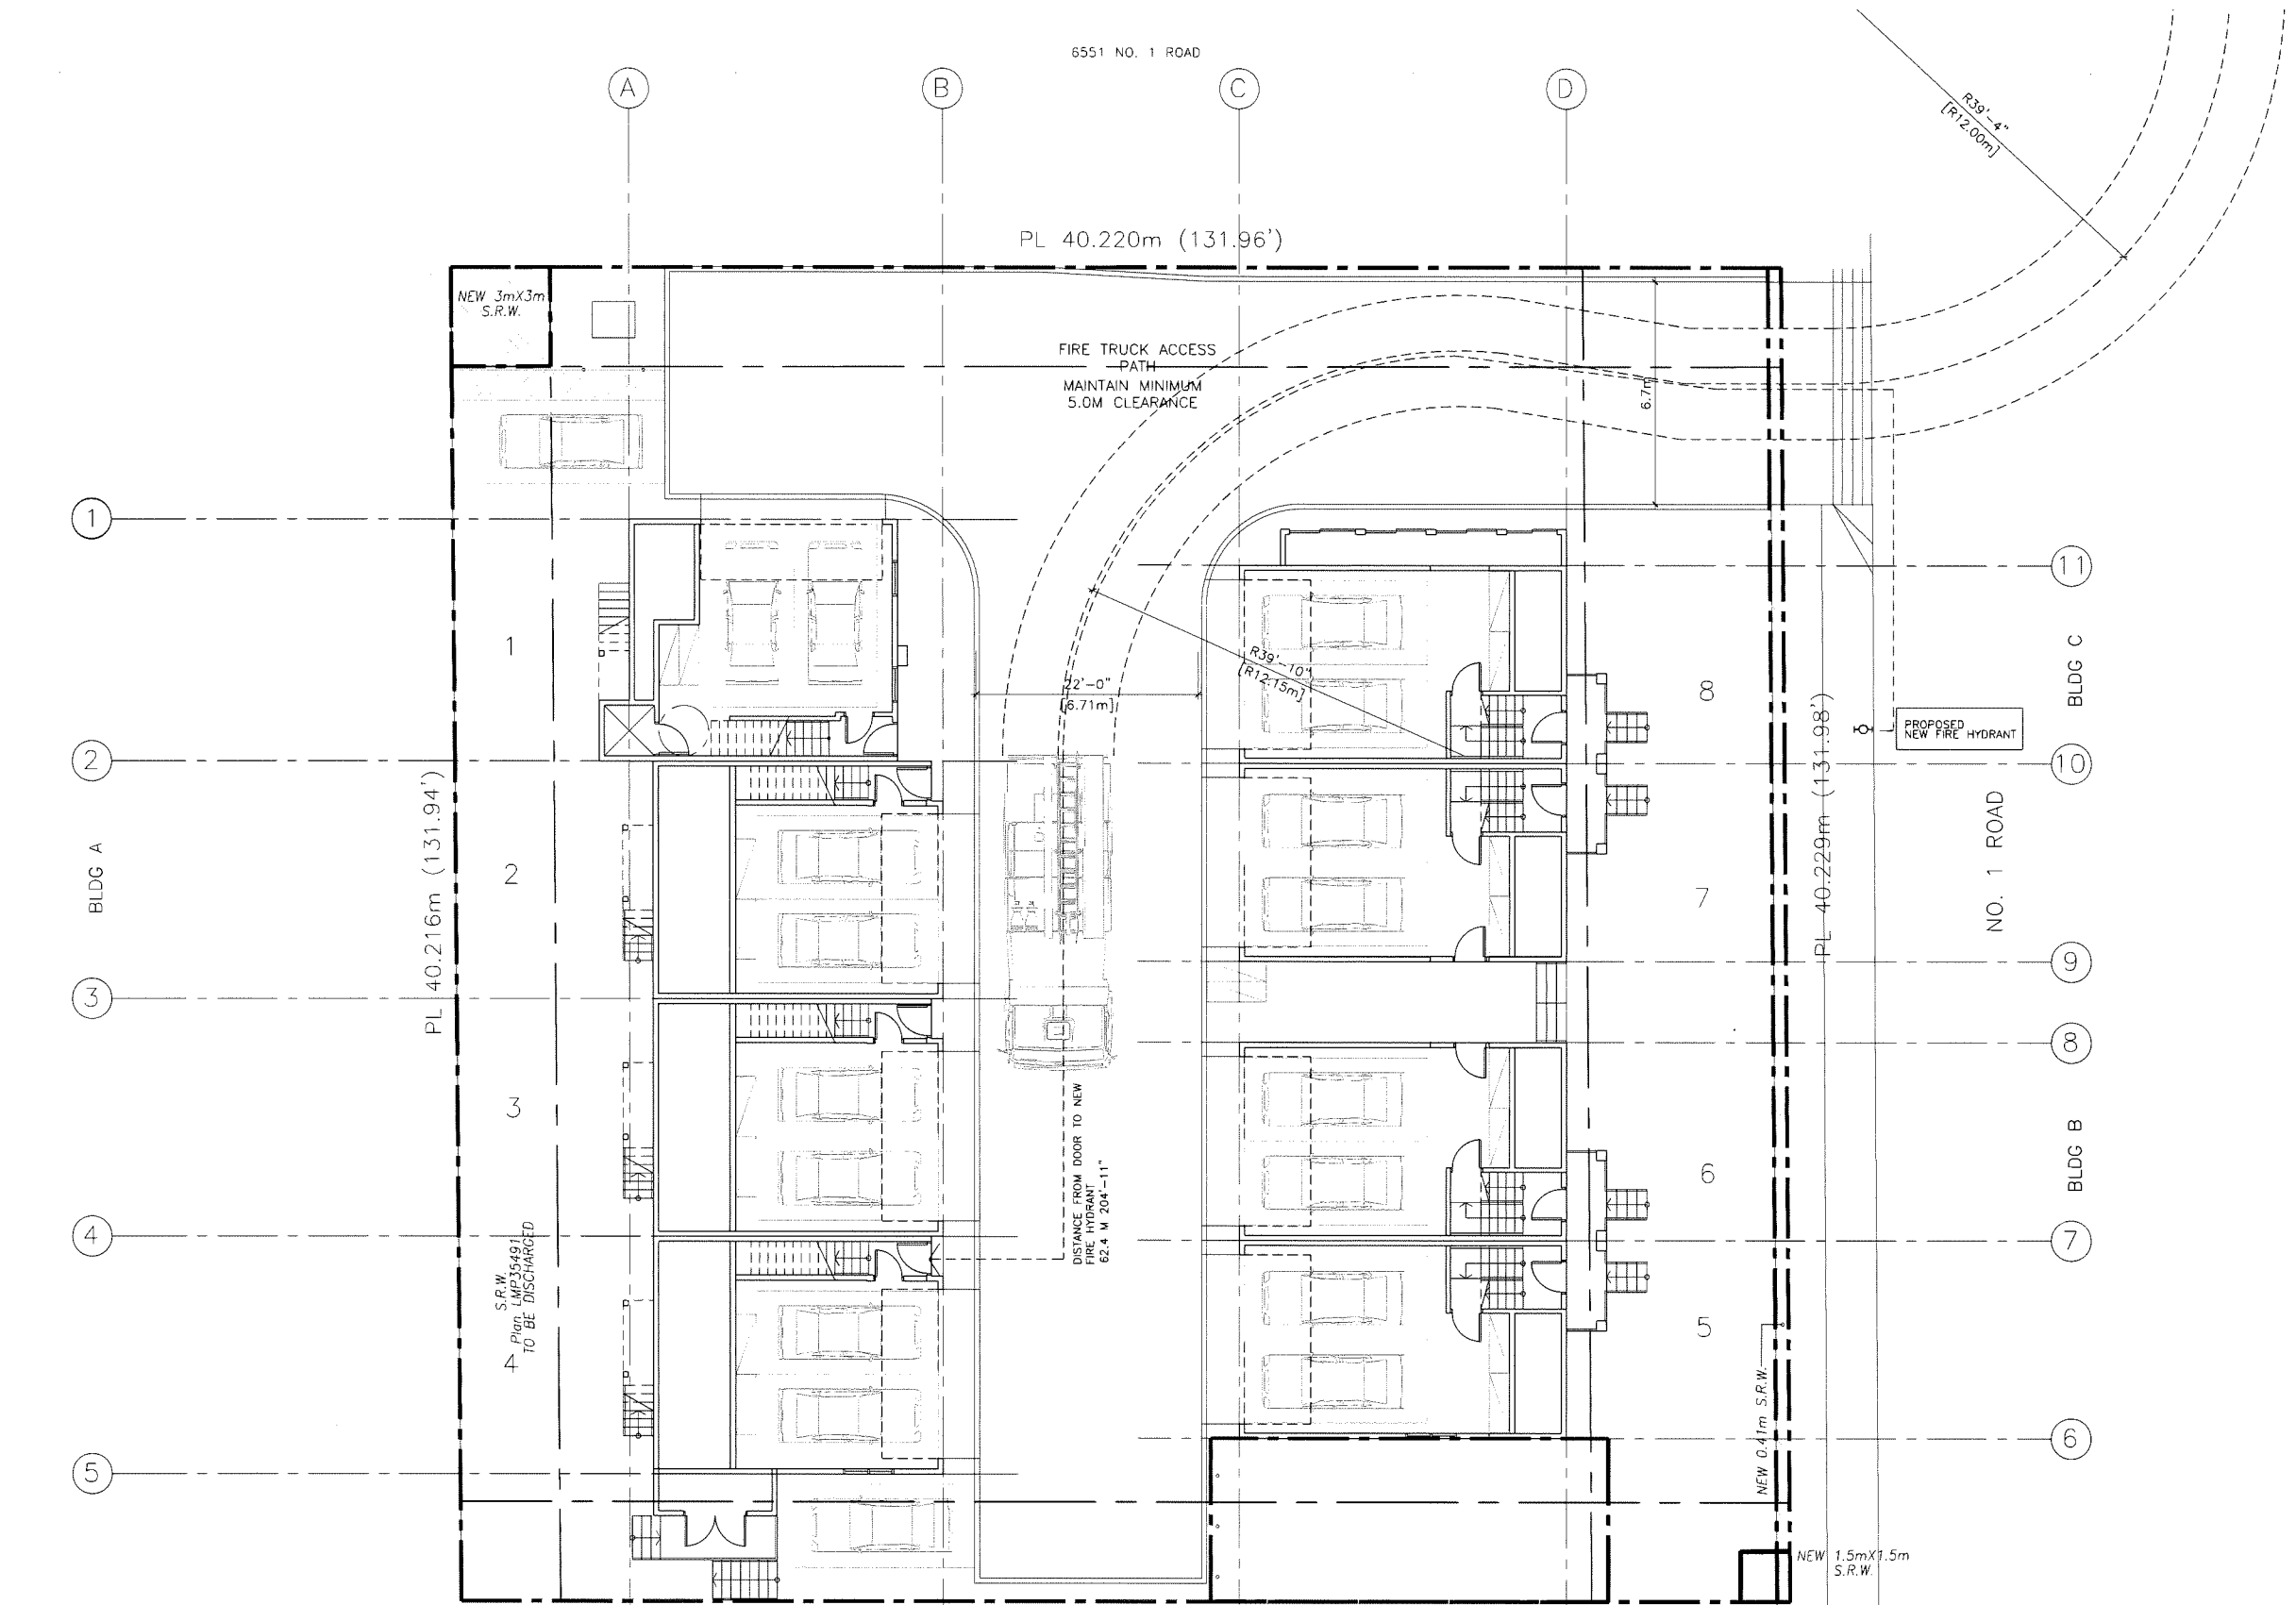 6551 NO. 1 ROAD
A
B
C
D
R39'-4"
[R12.00m]
PL 40.220m (131.96')
NEW 3mX3m
S.R.W.
FIRE TRUCK ACCESS
PATH
MAINTAIN MINIMUM
5.0M CLEARANCE
6.7m
1
11
1
BLDG C
R39'-10"
[R12.15m]
22'-0"
[6.71m]
8
PROPOSED
NEW FIRE HYDRANT
2
10
PL 40.216m (131.94')
PL 40.229m (131.98')
BLDG A
2
7
NO. 1 ROAD
3
9
8
3
DISTANCE FROM DOOR TO NEW
FIRE HYDRANT
62.4 M 204'-11"
6
BLDG B
4
7
S.R.W.
Plan LMP35491
TO BE DISCHARGED
4
5
NEW 0.41m S.R.W.
5
6
NEW 1.5mX1.5m
S.R.W.